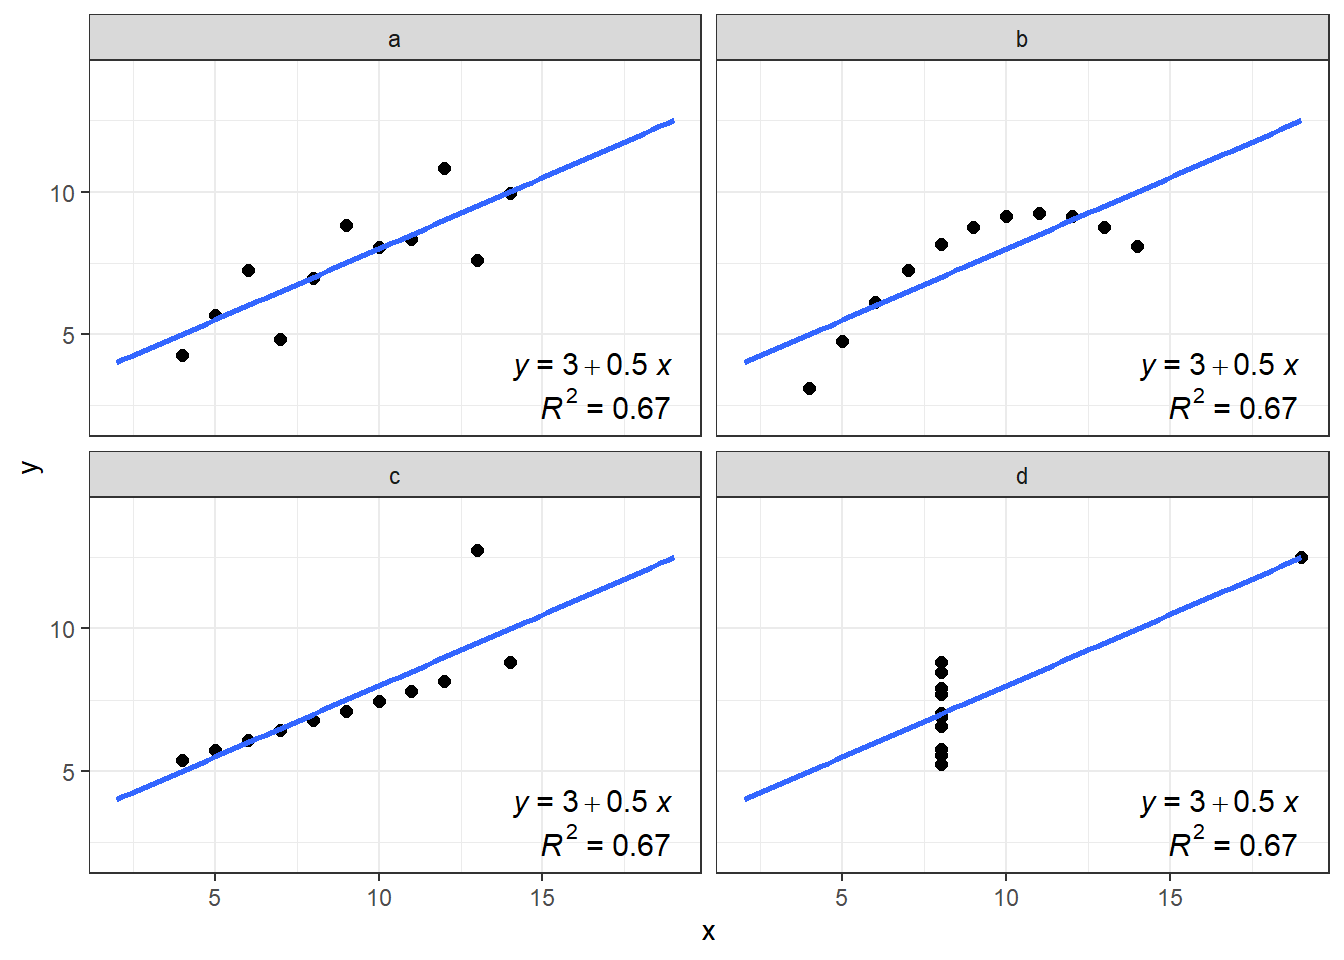 a
b
10
5
y = 3 + 0.5 x
R² = 0.67
y = 3 + 0.5 x
R² = 0.67
y
c
d
10
5
y = 3 + 0.5 x
R² = 0.67
y = 3 + 0.5 x
R² = 0.67
5 10 15
5 10 15
x